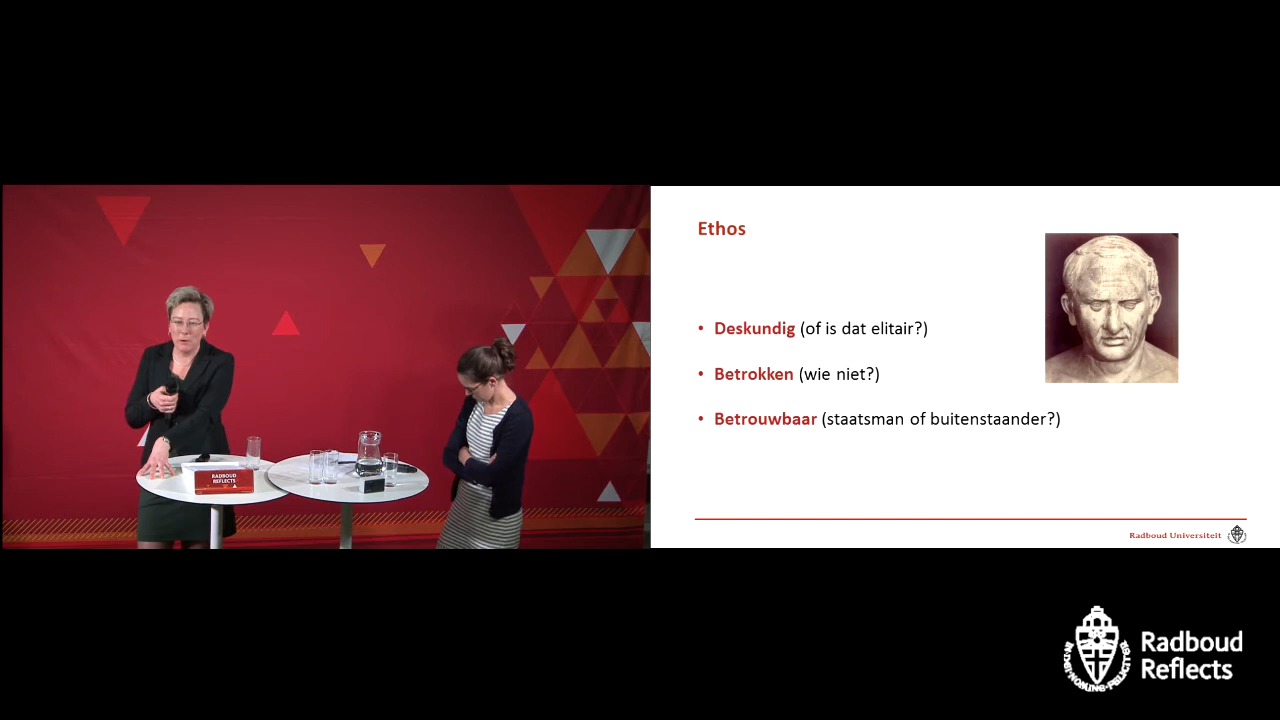 Ethos
• Deskundig (of is dat elitair?)
• Betrokken (wie niet?)
• Betrouwbaar (staatsman of buitenstaander?)
RADBOUD
REFLECTS
Radboud Universiteit
Radboud
Reflects